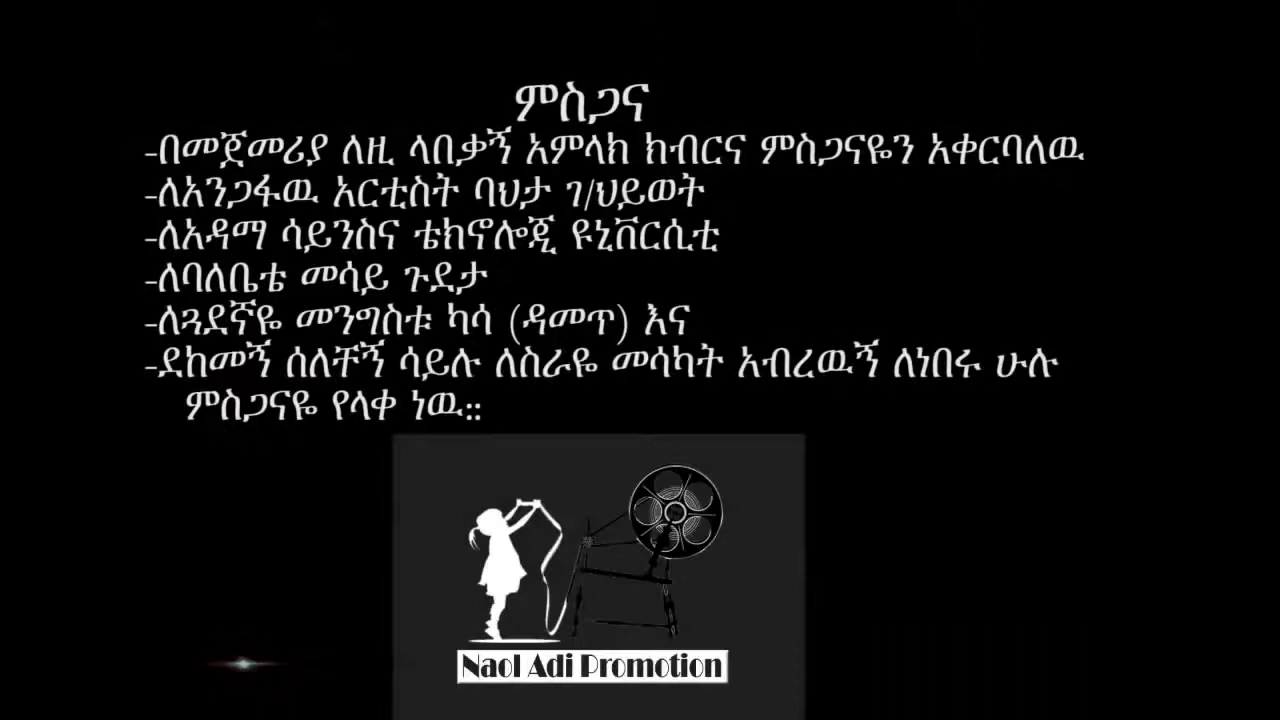 ምስጋና
-በመጀመሪያ ለዚ ላበቃኝ አምላክ ክብርና ምስጋናዬን አቀርባለዉ
-ለአንጋፋዉ አርቲስት ባህታ ገ/ህይወት
-ለአዳማ ሳይንስና ቴክኖሎጂ ዩኒቨርሲቲ
-ለባለቤቴ መሳይ ጉደታ
-ለጓደኛዬ መንግስቱ ካሳ (ዳመጥ) እና
-ደከመኝ ሰለቸኝ ሳይሉ ለስራዬ መሳካት አብረዉኝ ለነበሩ ሁሉ
ምስጋናዬ የላቀ ነዉ።
Naol Adi Promotion